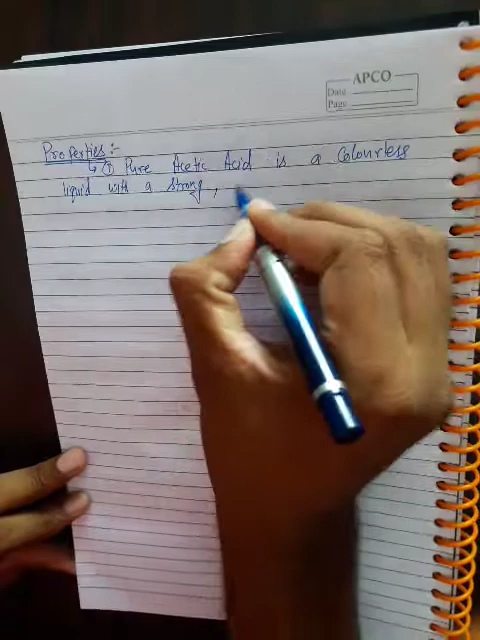 APCO
Date
Page
Properties :-
↳ ① Pure Acetic Acid is a Colourless
liquid with a strong,